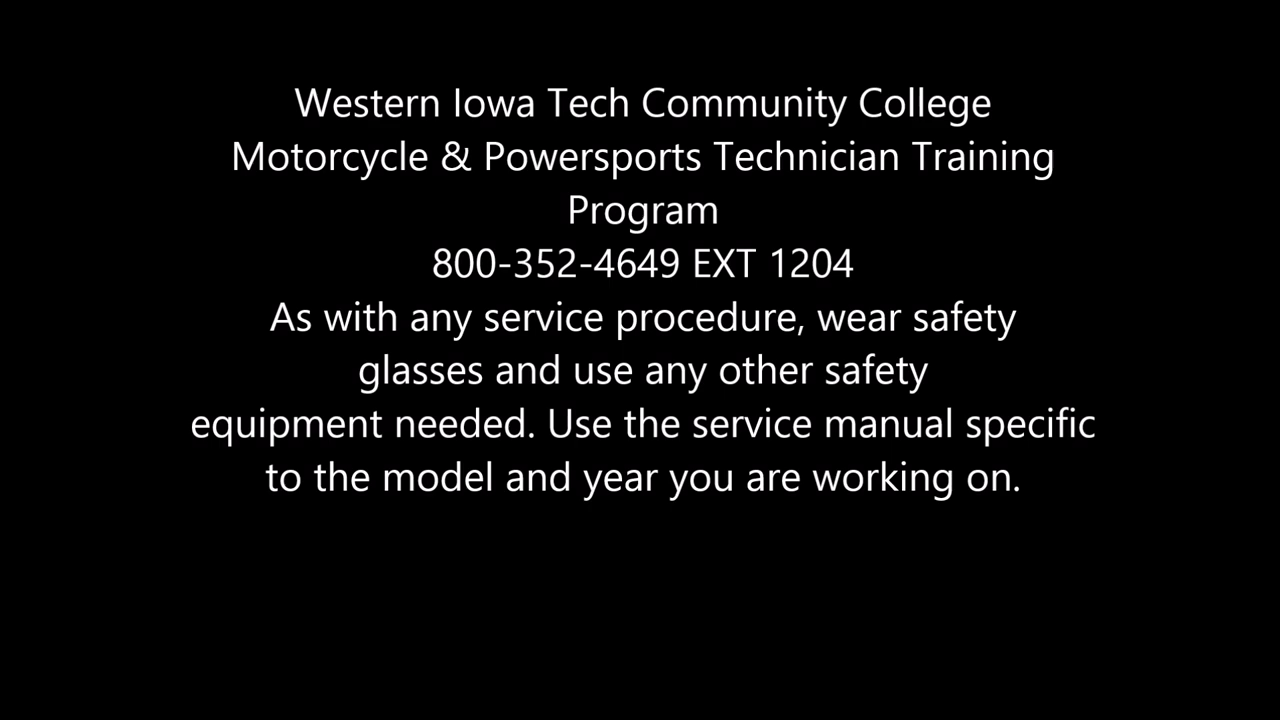 Western Iowa Tech Community College
Motorcycle & Powersports Technician Training
Program
800-352-4649 EXT 1204
As with any service procedure, wear safety
glasses and use any other safety
equipment needed. Use the service manual specific
to the model and year you are working on.